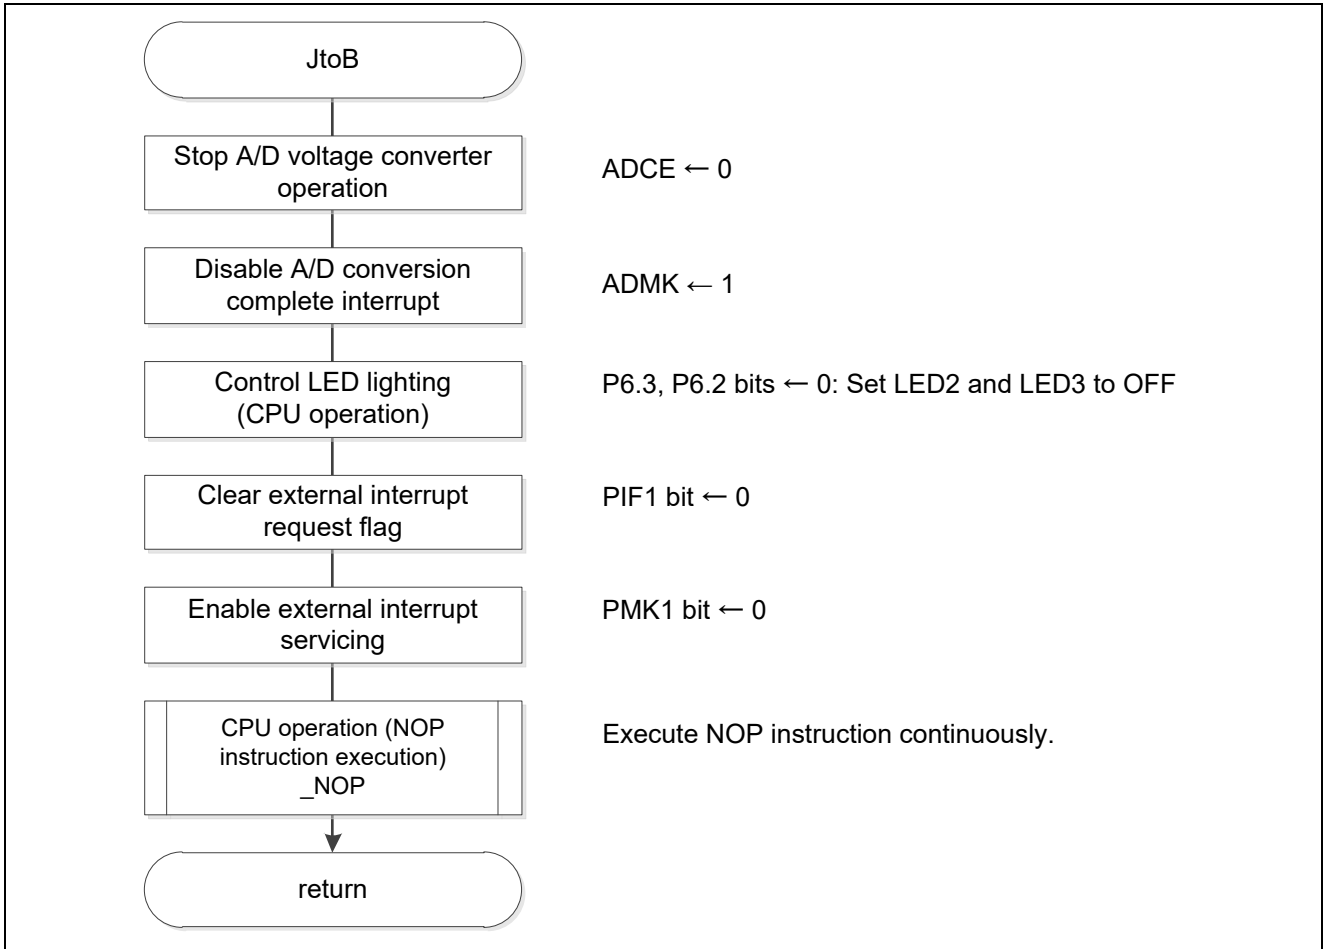 JtoB
Stop A/D voltage converter
operation
ADCE ← 0
Disable A/D conversion
complete interrupt
ADMK ← 1
Control LED lighting
(CPU operation)
P6.3, P6.2 bits ← 0: Set LED2 and LED3 to OFF
Clear external interrupt
request flag
PIF1 bit ← 0
Enable external interrupt
servicing
PMK1 bit ← 0
CPU operation (NOP
instruction execution)
_NOP
Execute NOP instruction continuously.
return